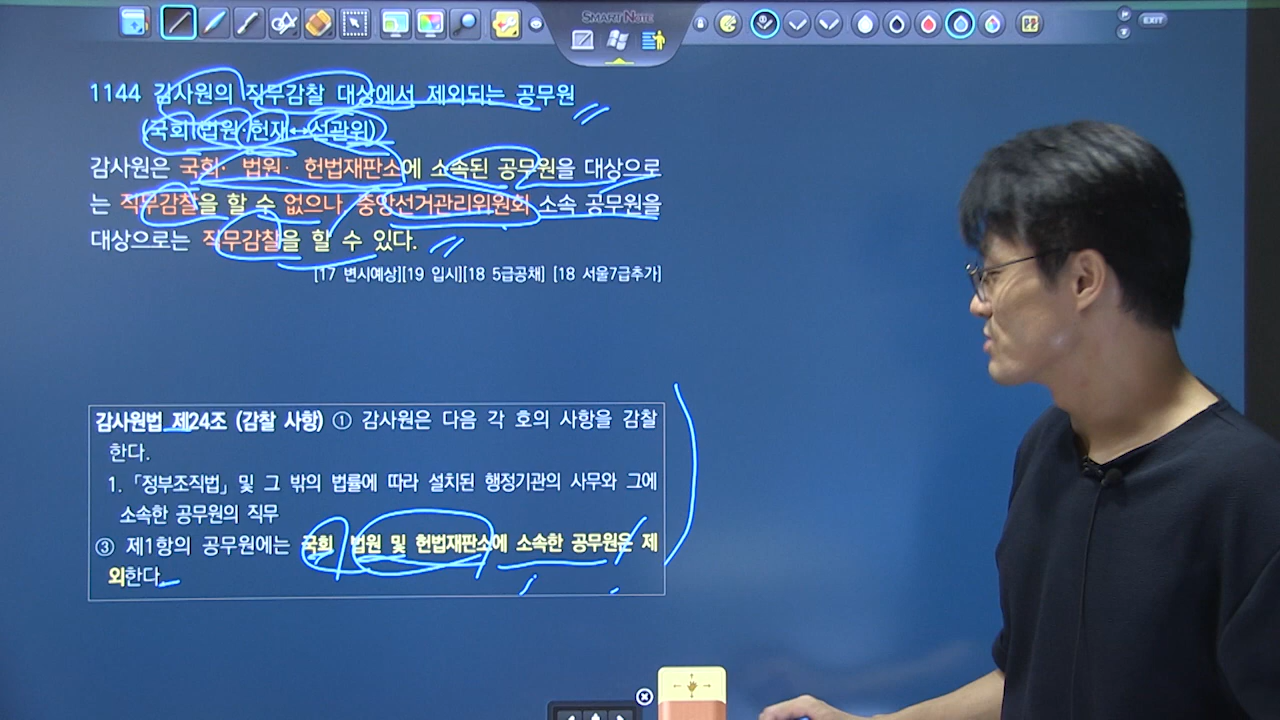 SMARTNOTE
EXIT
1144 감사원의 직무감찰 대상에서 제외되는 공무원
(국회 법원 헌재↔선관위)
감사원은 국회· 법원· 헌법재판소에 소속된 공무원을 대상으로
는 직무감찰을 할 수 없으나 중앙선거관리위원회 소속 공무원을
대상으로는 직무감찰을 할 수 있다.
[17 변시예상][19 입시][18 5급공채] [18 서울7급추가]
감사원법 제24조 (감찰 사항) ① 감사원은 다음 각 호의 사항을 감찰
한다.
1. 「정부조직법」 및 그 밖의 법률에 따라 설치된 행정기관의 사무와 그에
소속한 공무원의 직무
③ 제1항의 공무원에는 국회 법원 및 헌법재판소에 소속한 공무원은 제
외한다.